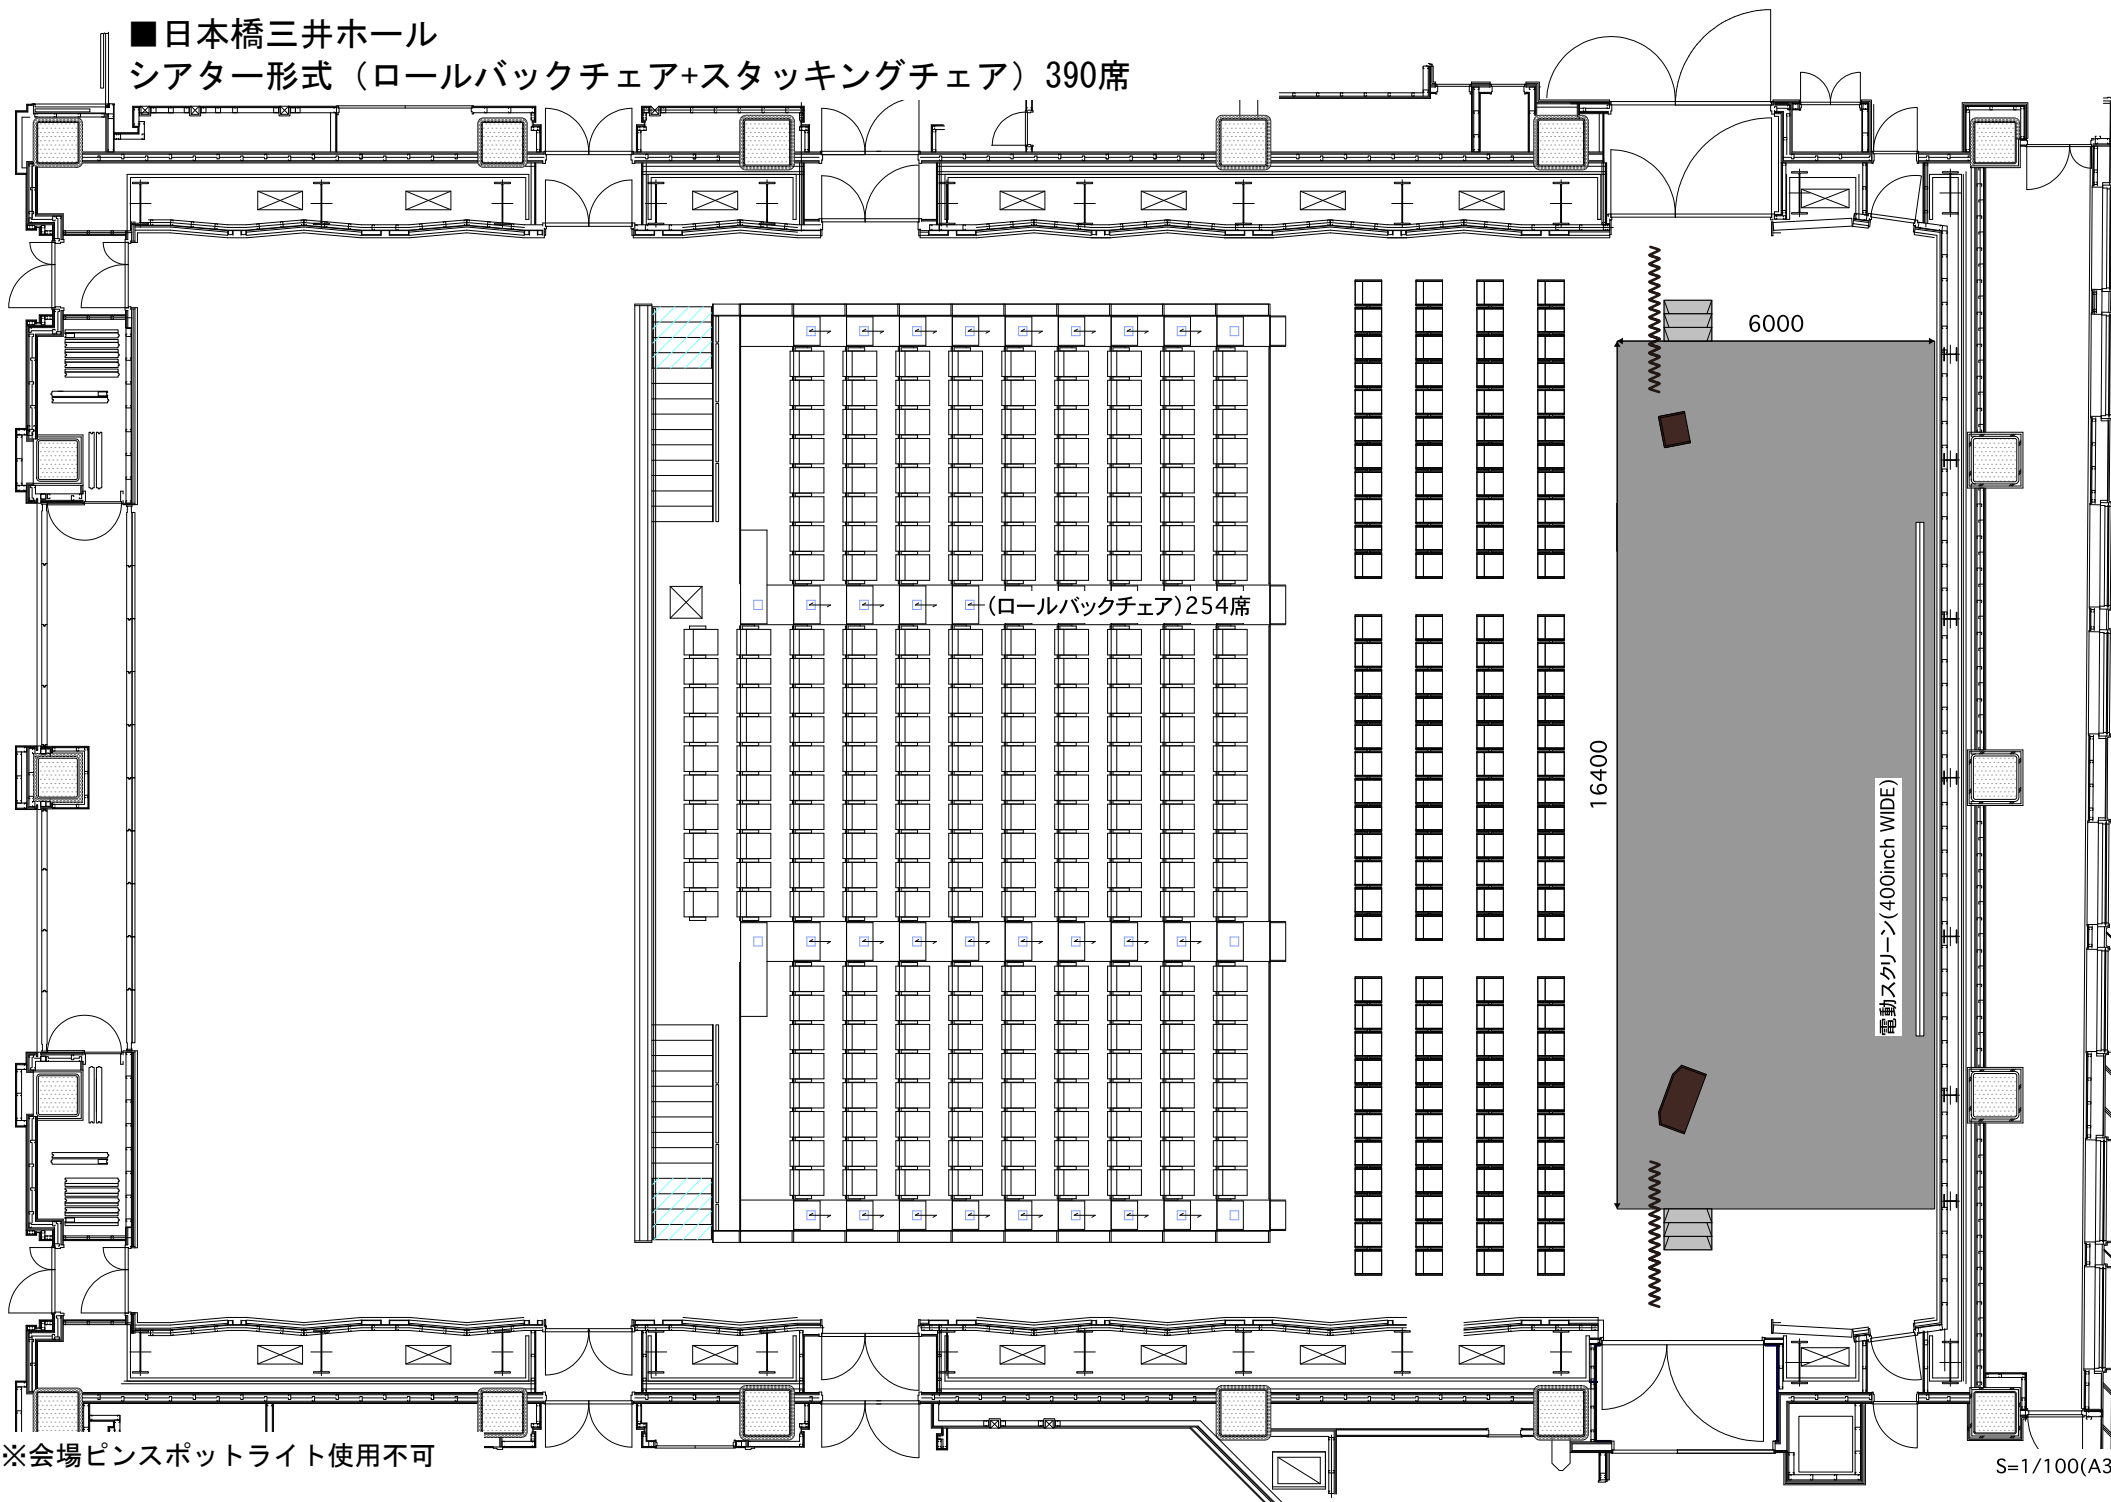 ■日本橋三井ホール
シアター形式（ロールバックチェア+スタッキングチェア）390席
6000
(ロールバックチェア)254席
16400
電動スクリーン(400inch WIDE)
※会場ピンスポットライト使用不可
S=1/100(A3